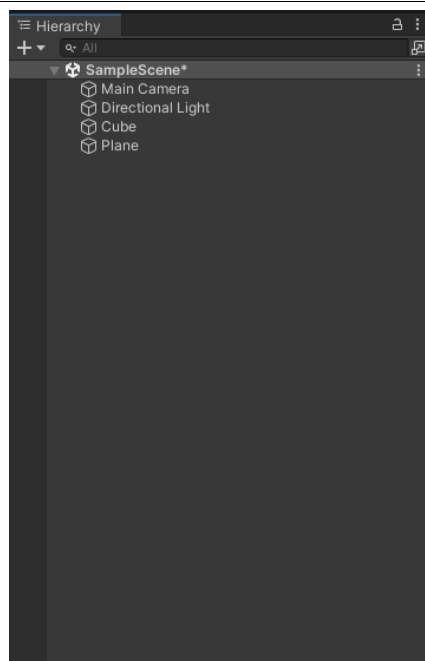 Hierarchy
All
SampleScene*
Main Camera
Directional Light
Cube
Plane